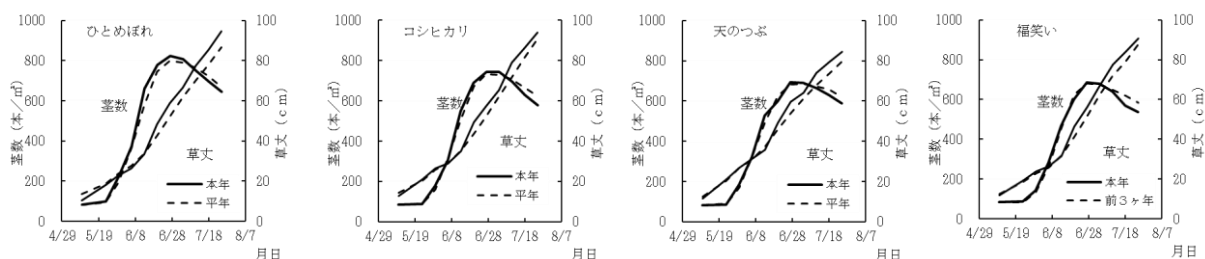 ひとめぼれ
1000
800
600
400
200
0
茎数（本／㎡）
100
80
60
40
20
0
草丈（ｃｍ）
茎数
草丈
本年
平年
4/29 5/19 6/8 6/28 7/18 8/7
月日
コシヒカリ
1000
800
600
400
200
0
茎数（本／㎡）
100
80
60
40
20
0
草丈（ｃｍ）
茎数
草丈
本年
平年
4/29 5/19 6/8 6/28 7/18 8/7
月日
天のつぶ
1000
800
600
400
200
0
茎数（本／㎡）
100
80
60
40
20
0
草丈（ｃｍ）
茎数
草丈
本年
平年
4/29 5/19 6/8 6/28 7/18 8/7
月日
福笑い
1000
800
600
400
200
0
茎数（本／㎡）
100
80
60
40
20
0
草丈（ｃｍ）
茎数
草丈
本年
前３ヶ年
4/29 5/19 6/8 6/28 7/18 8/7
月日